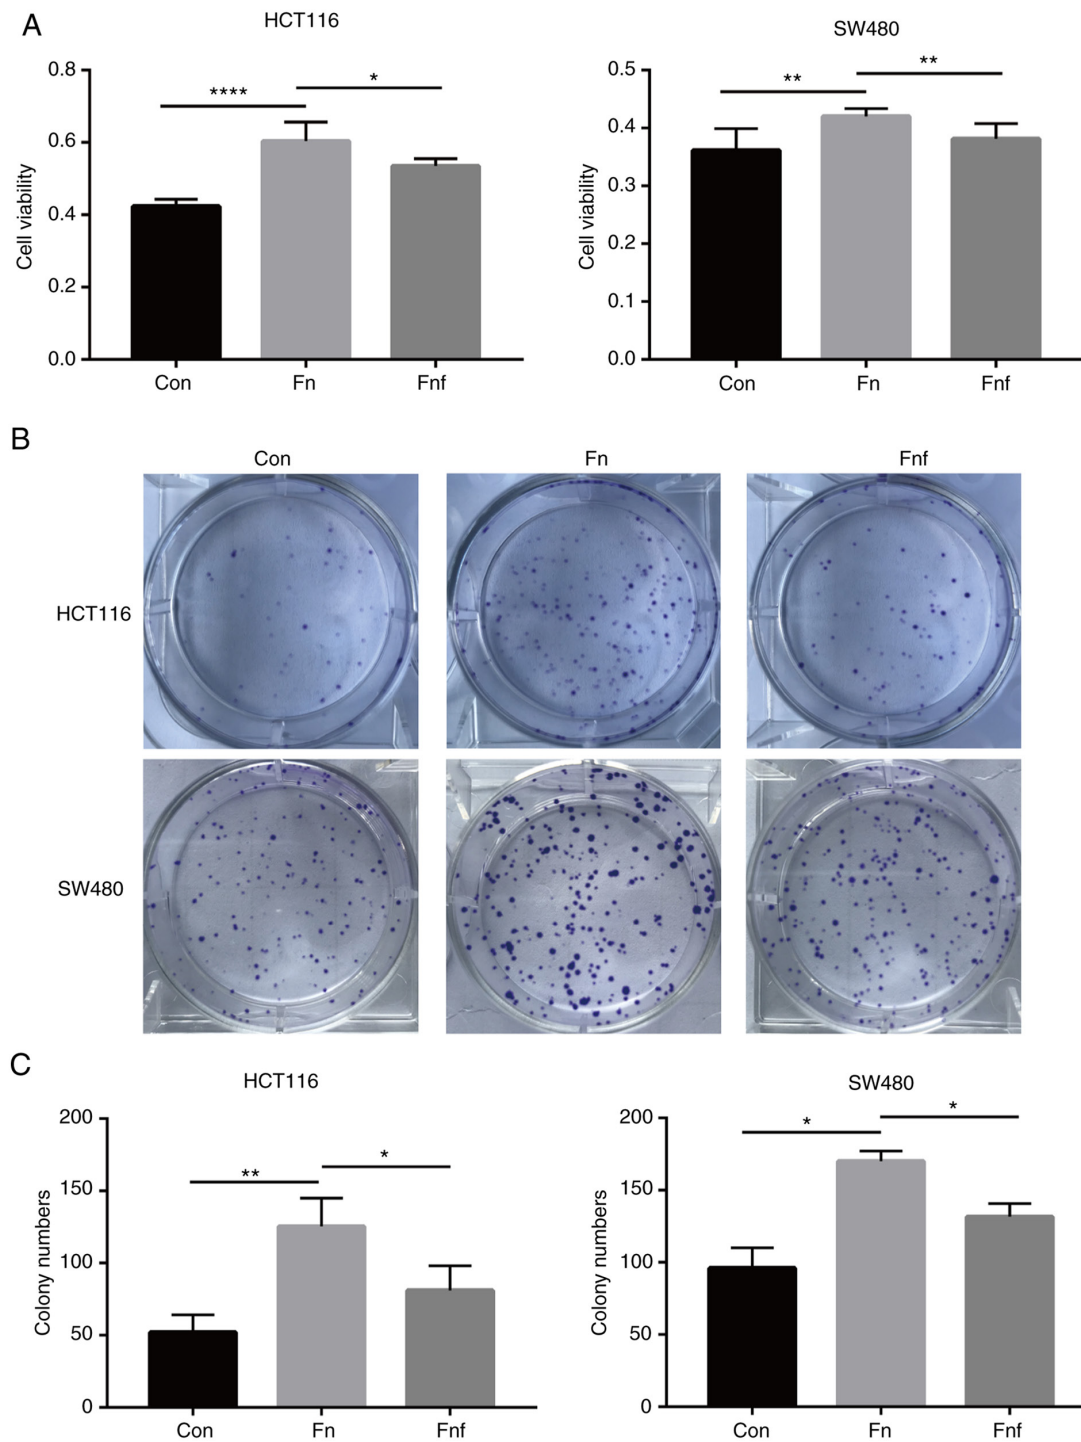 A
HCT116
SW480
**** *
** **
Cell viability
0.8
0.6
0.4
0.2
0.0
Con Fn Fnf
Cell viability
0.5
0.4
0.3
0.2
0.1
0.0
Con Fn Fnf
B
Con Fn Fnf
HCT116
SW480
C
HCT116
SW480
** *
* *
Colony numbers
200
150
100
50
0
Con Fn Fnf
Colony numbers
200
150
100
50
0
Con Fn Fnf